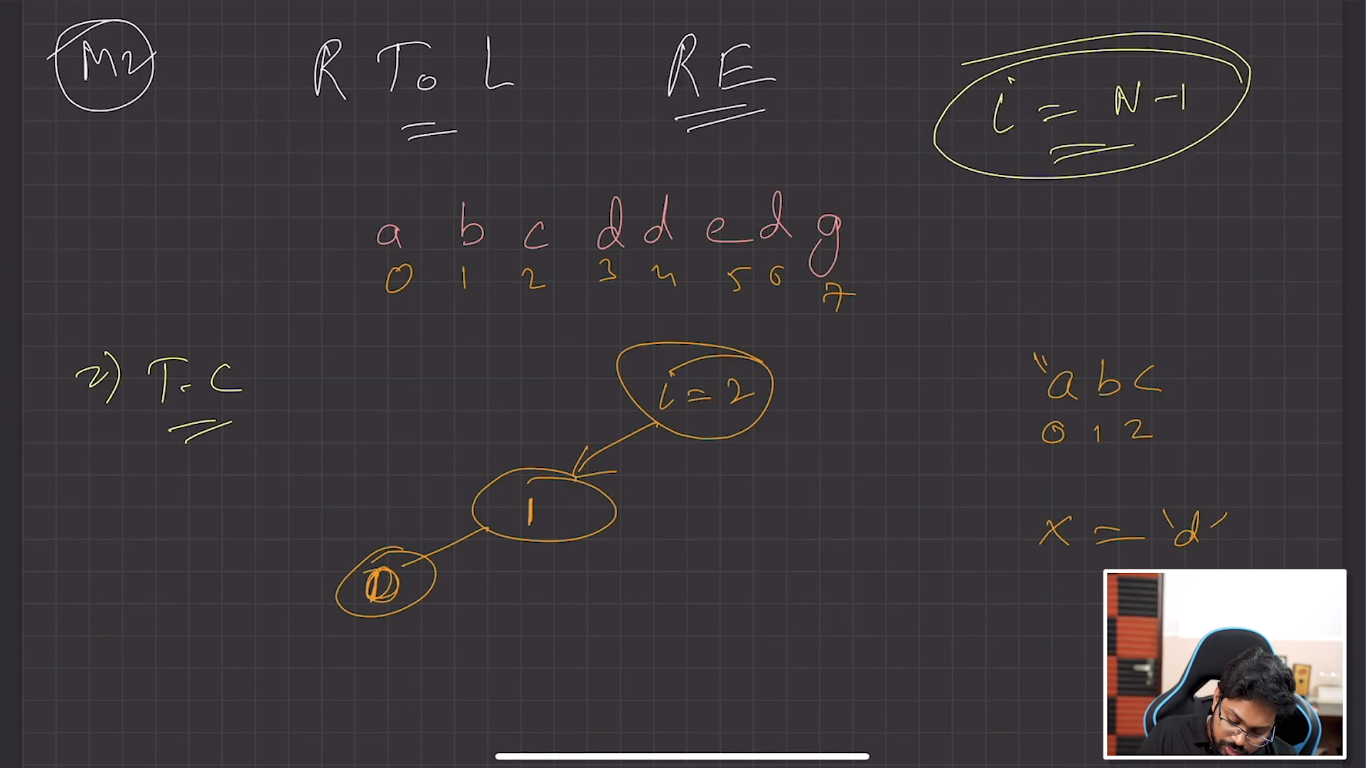 M2 R To L RE i = N-1
a b c d d e d g
0 1 2 3 4 5 6 7
2) T.C i = 2 "a b c
0 1 2
1 x = 'd'
0